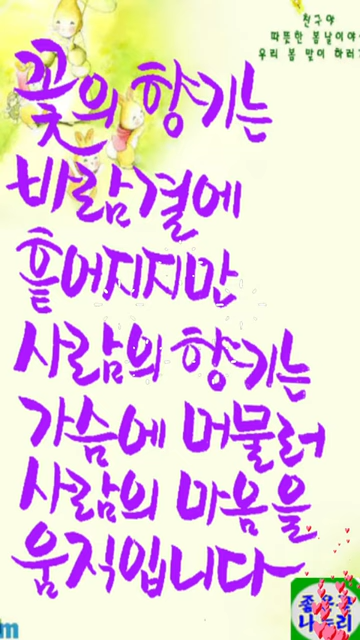 친구야
따뜻한 봄날이야
우리 봄 맞이 하러
꽃의 향기는
바람결에
흩어지지만
사람의 향기는
가슴에 머물러
사람의 마음을
움직입니다
좋은글
나누리
m